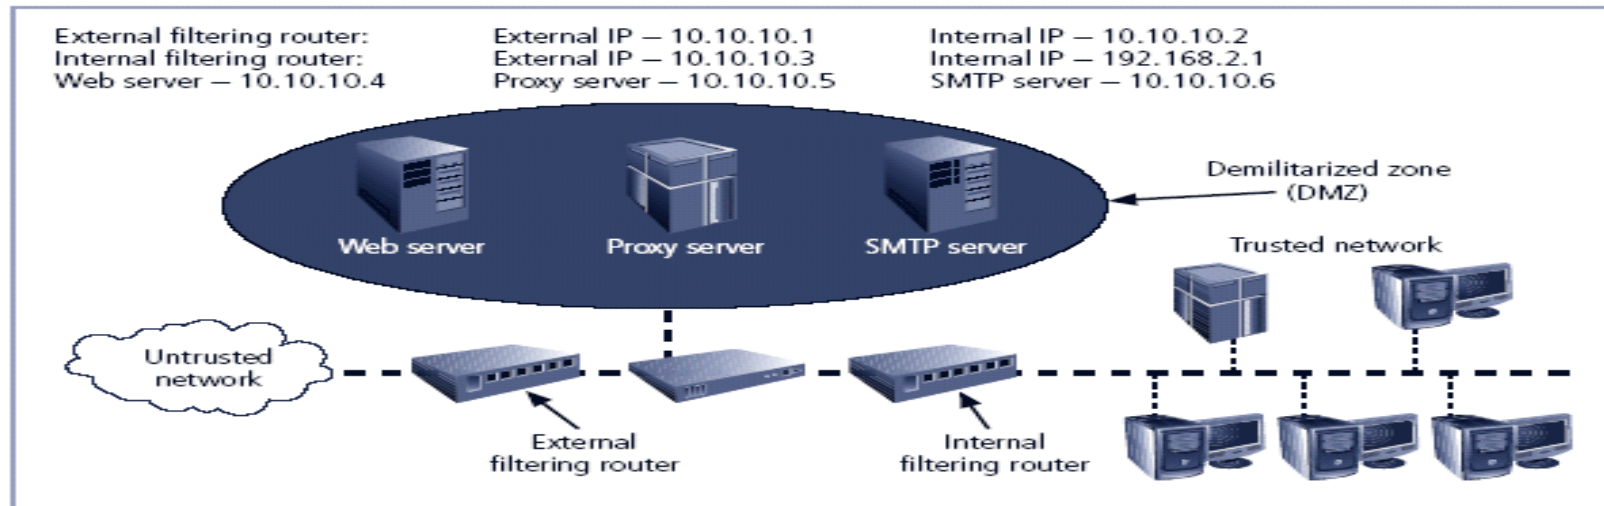 External filtering router: External IP – 10.10.10.1 Internal IP – 10.10.10.2
Internal filtering router: External IP – 10.10.10.3 Internal IP – 192.168.2.1
Web server – 10.10.10.4 Proxy server – 10.10.10.5 SMTP server – 10.10.10.6
Demilitarized zone
(DMZ)
Web server
Proxy server
SMTP server
Trusted network
Untrusted
network
External
filtering router
Internal
filtering router